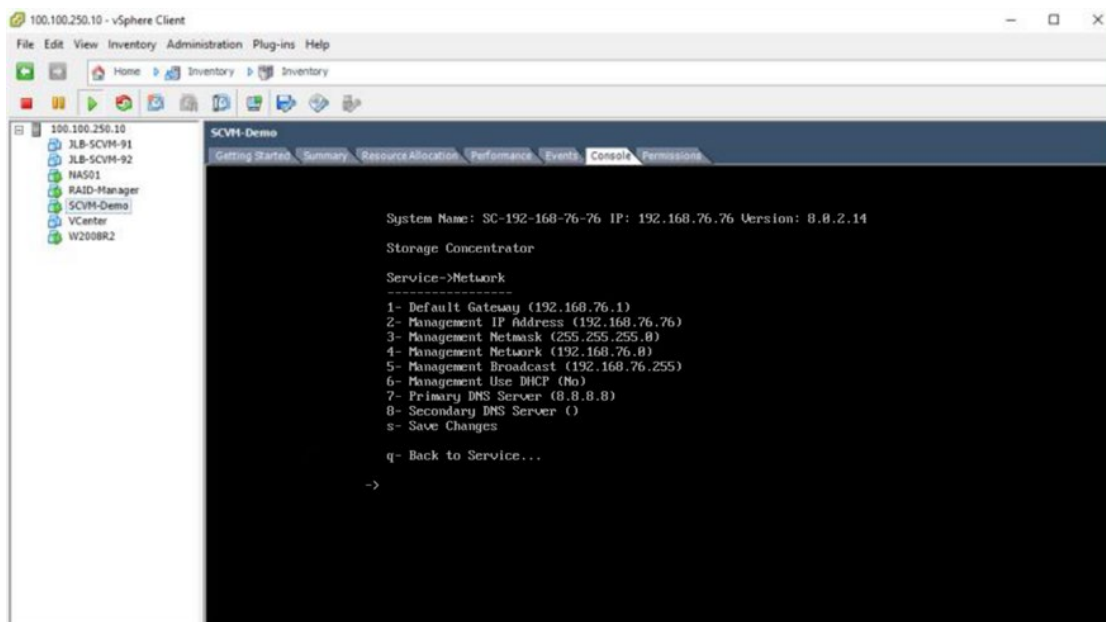 100.100.250.10 - vSphere Client
File Edit View Inventory Administration Plug-ins Help
Home Inventory Inventory
100.100.250.10
JLB-SCVM-91
JLB-SCVM-92
NAS01
RAID-Manager
SCVM-Demo
VCenter
W2008R2
SCVM-Demo
Getting Started Summary Resource Allocation Performance Events Console Permissions
System Name: SC-192-168-76-76 IP: 192.168.76.76 Version: 8.0.2.14
Storage Concentrator
Service->Network
-----------------
1- Default Gateway (192.168.76.1)
2- Management IP Address (192.168.76.76)
3- Management Netmask (255.255.255.0)
4- Management Network (192.168.76.0)
5- Management Broadcast (192.168.76.255)
6- Management Use DHCP (No)
7- Primary DNS Server (8.8.8.8)
8- Secondary DNS Server ()
s- Save Changes
q- Back to Service...
->